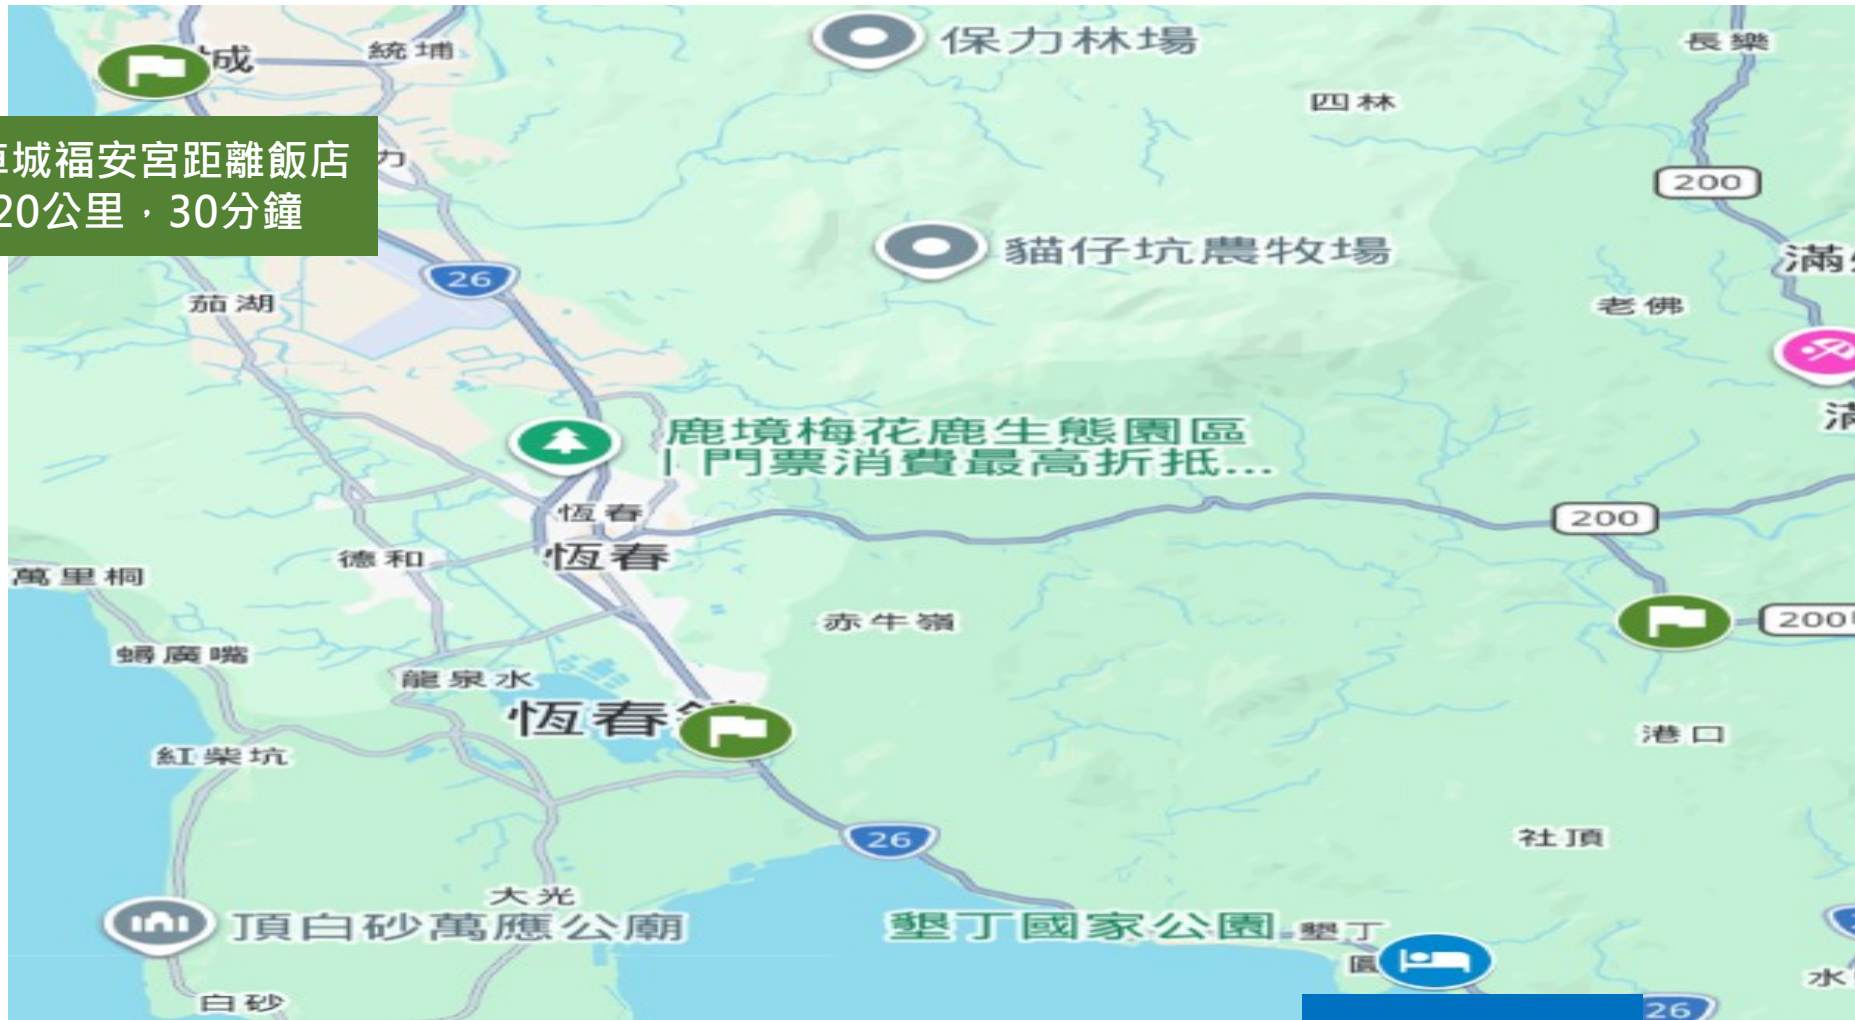 保力林場
長樂
成
統埔
四林
車城福安宮距離飯店
20公里，30分鐘
力
200
貓仔坑農牧場
滿
26
茄湖
老佛
鹿境梅花鹿生態園區
| 門票消費最高折抵...
滿
恆春
200
恆春
德和
萬里桐
赤牛嶺
200
蟳廣嘴
龍泉水
恆春
港口
紅柴坑
26
社頂
大光
頂白砂萬應公廟
墾丁國家公園
墾丁
水
白砂
26